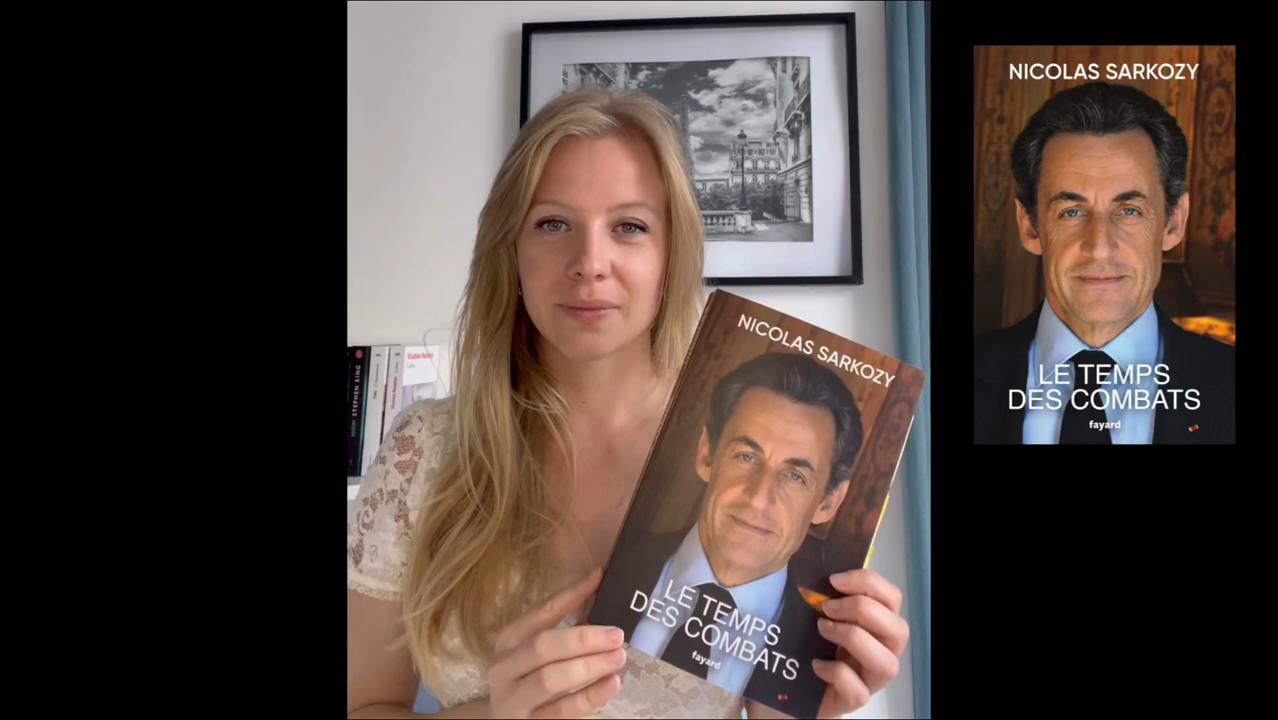 STEPHEN KING
NICOLAS SARKOZY
LE TEMPS
DES COMBATS
fayard
NICOLAS SARKOZY
LE TEMPS
DES COMBATS
fayard